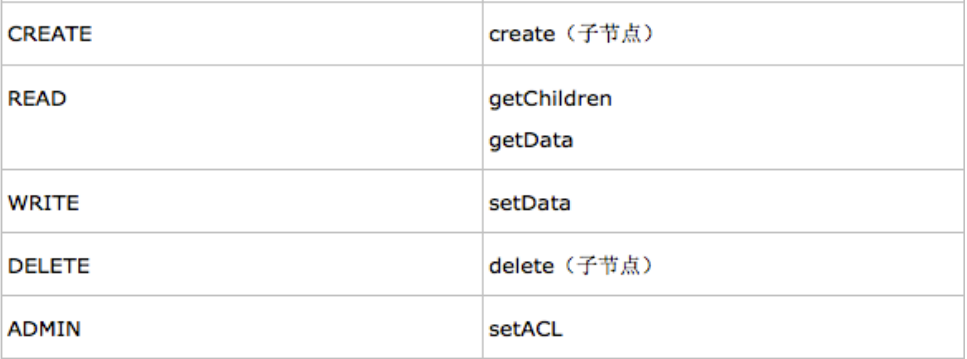 CREATE create（子节点）
READ getChildren
getData
WRITE setData
DELETE delete（子节点）
ADMIN setACL